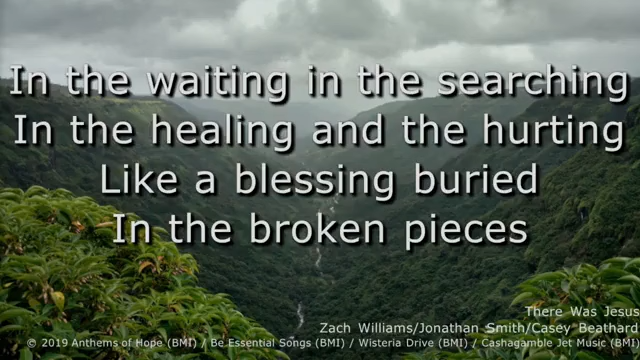 In the waiting in the searching
In the healing and the hurting
Like a blessing buried
In the broken pieces
There Was Jesus
Zach Williams/Jonathan Smith/Casey Beathard
© 2019 Anthems of Hope (BMI) / Be Essential Songs (BMI) / Wisteria Drive (BMI) / Cashagamble Jet Music (BMI)